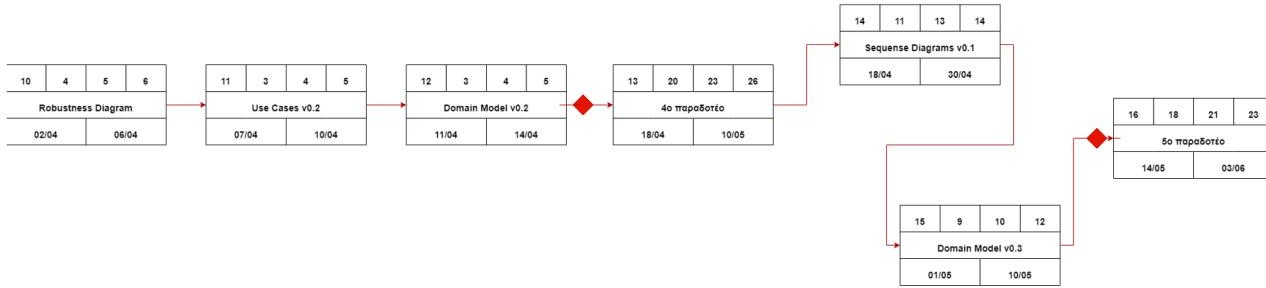 10 4 5 6
Robustness Diagram
02/04 06/04
11 3 4 5
Use Cases v0.2
07/04 10/04
12 3 4 5
Domain Model v0.2
11/04 14/04
13 20 23 26
4ο παραδοτέο
18/04 10/05
14 11 13 14
Sequense Diagrams v0.1
18/04 30/04
15 9 10 12
Domain Model v0.3
01/05 10/05
16 18 21 23
5ο παραδοτέο
14/05 03/06